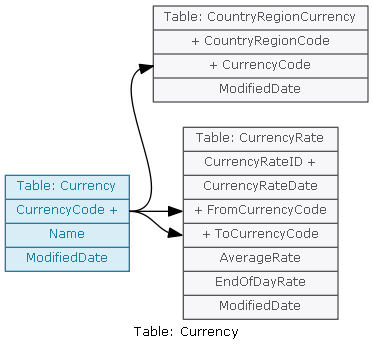 Table: CountryRegionCurrency
+ CountryRegionCode
+ CurrencyCode
ModifiedDate
Table: CurrencyRate
CurrencyRateID +
CurrencyRateDate
+ FromCurrencyCode
+ ToCurrencyCode
AverageRate
EndOfDayRate
ModifiedDate
Table: Currency
CurrencyCode +
Name
ModifiedDate
Table: Currency